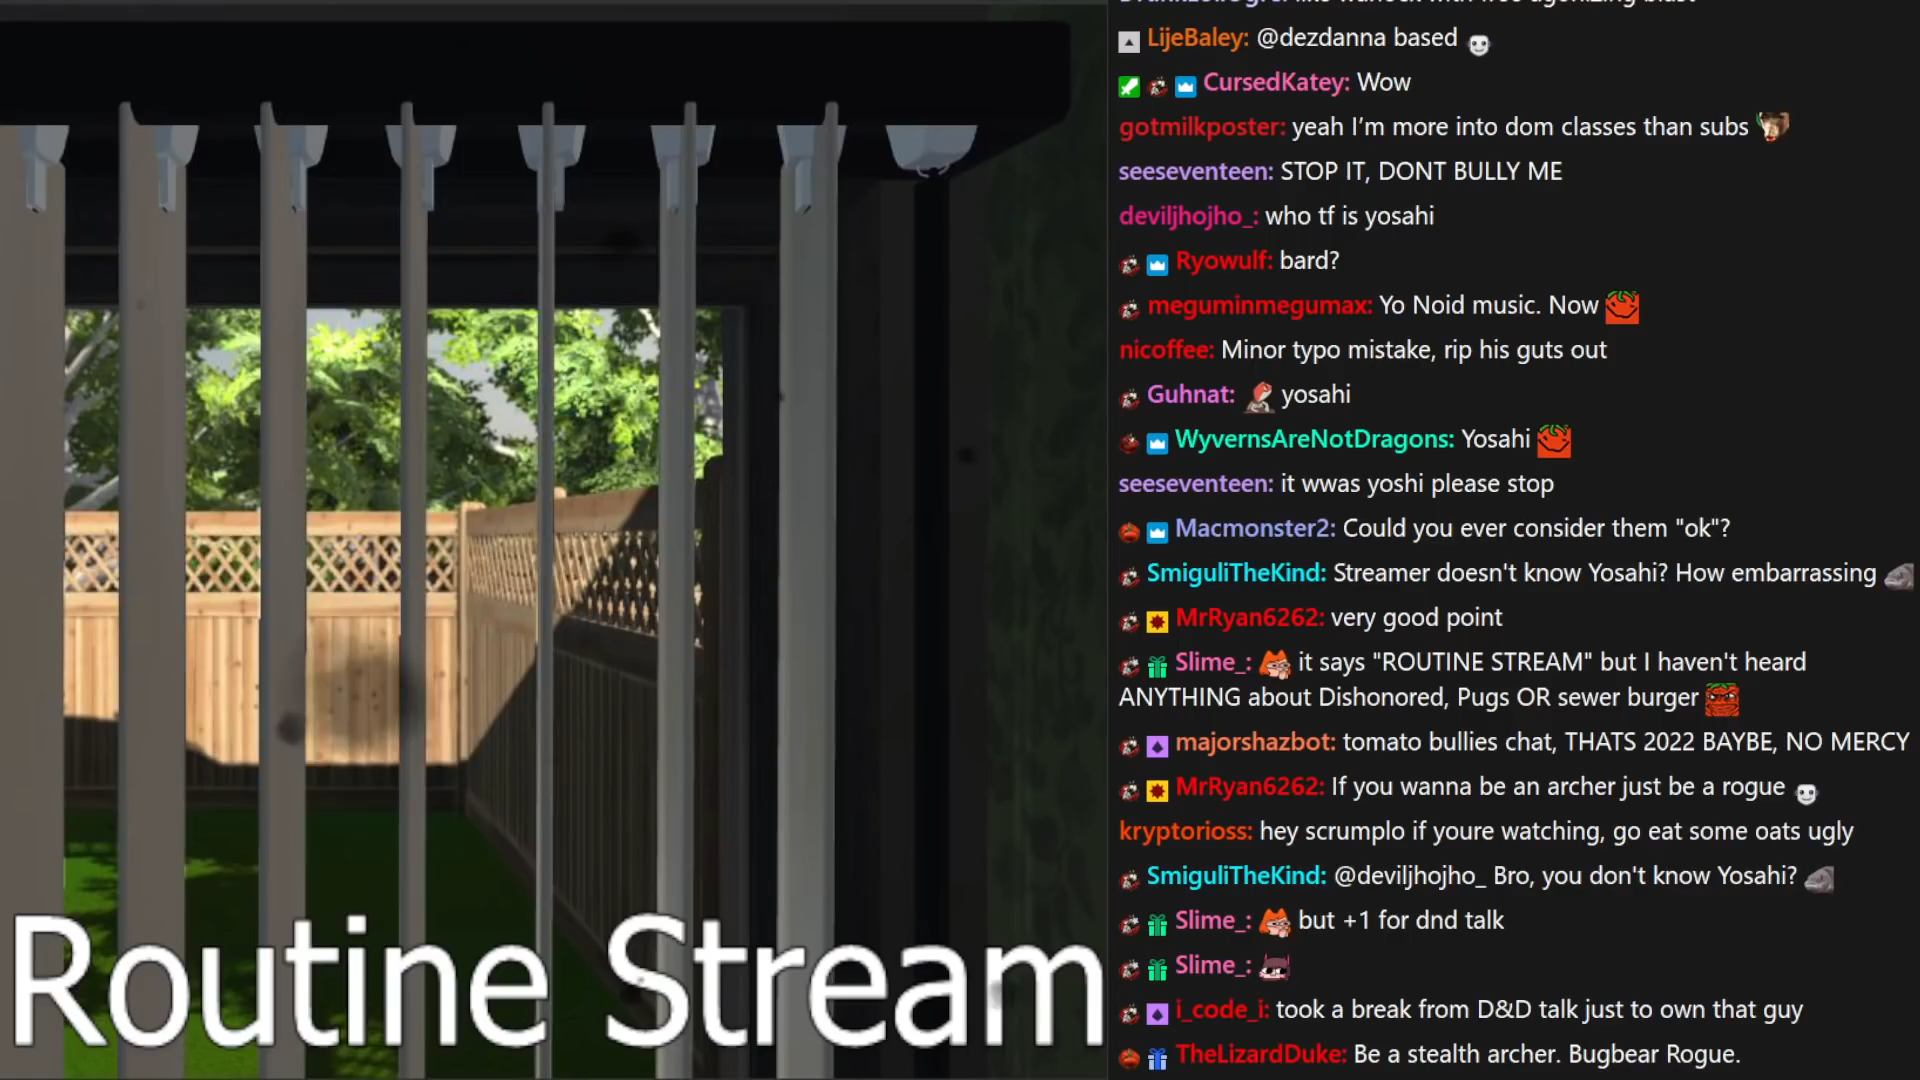 LijeBaley: @dezdanna based
CursedKatey: Wow
gotmilkposter: yeah I’m more into dom classes than subs
seeseventeen: STOP IT, DONT BULLY ME
deviljhojho_: who tf is yosahi
Ryowulf: bard?
meguminmegumax: Yo Noid music. Now
nicoffee: Minor typo mistake, rip his guts out
Guhnat: yosahi
WyvernsAreNotDragons: Yosahi
seeseventeen: it wwas yoshi please stop
Macmonster2: Could you ever consider them "ok"?
SmiguliTheKind: Streamer doesn't know Yosahi? How embarrassing
MrRyan6262: very good point
Slime_: it says "ROUTINE STREAM" but I haven't heard
ANYTHING about Dishonored, Pugs OR sewer burger
majorshazbot: tomato bullies chat, THATS 2022 BAYBE, NO MERCY
MrRyan6262: If you wanna be an archer just be a rogue
kryptorioss: hey scrumplo if youre watching, go eat some oats ugly
SmiguliTheKind: @deviljhojho_ Bro, you don't know Yosahi?
Slime_: but +1 for dnd talk
Slime_:
i_code_i: took a break from D&D talk just to own that guy
TheLizardDuke: Be a stealth archer. Bugbear Rogue.
Routine Stream